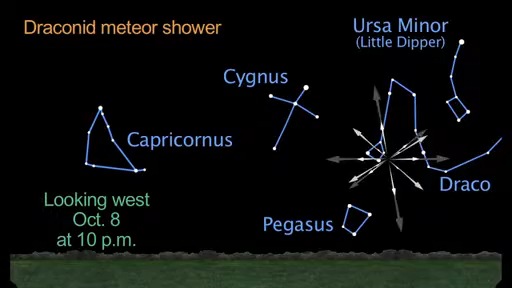 Draconid meteor shower
Ursa Minor
(Little Dipper)
Cygnus
Capricornus
Draco
Looking west
Oct. 8
at 10 p.m.
Pegasus